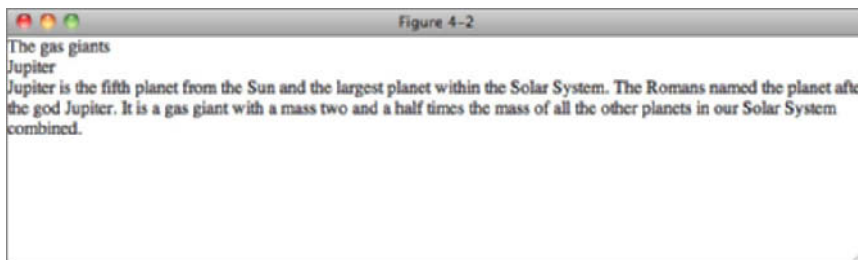 Figure 4–2
The gas giants
Jupiter
Jupiter is the fifth planet from the Sun and the largest planet within the Solar System. The Romans named the planet afte
the god Jupiter. It is a gas giant with a mass two and a half times the mass of all the other planets in our Solar System
combined.